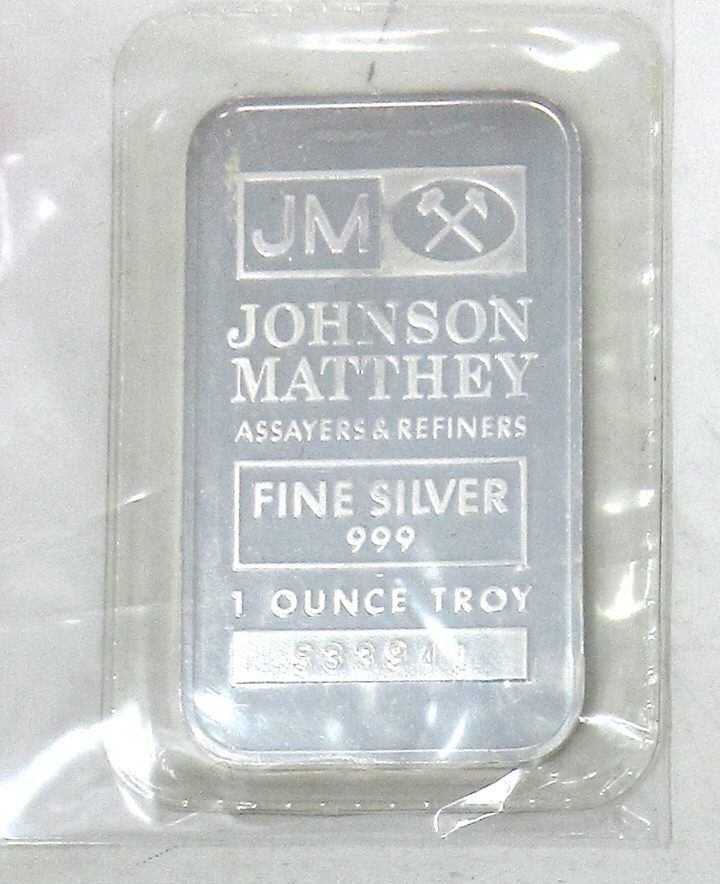 JM
JOHNSON
MATTHEY
ASSAYERS & REFINERS
FINE SILVER
999
1 OUNCE TROY